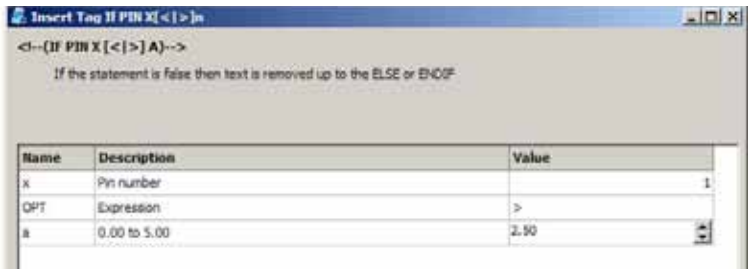 Insert Tag If PIN X[<|>]n
<!--(IF PIN X [<|>] A)-->
If the statement is false then text is removed up to the ELSE or ENDIF
Name Description Value
x Pin number 1
OPT Expression >
a 0.00 to 5.00 2.50